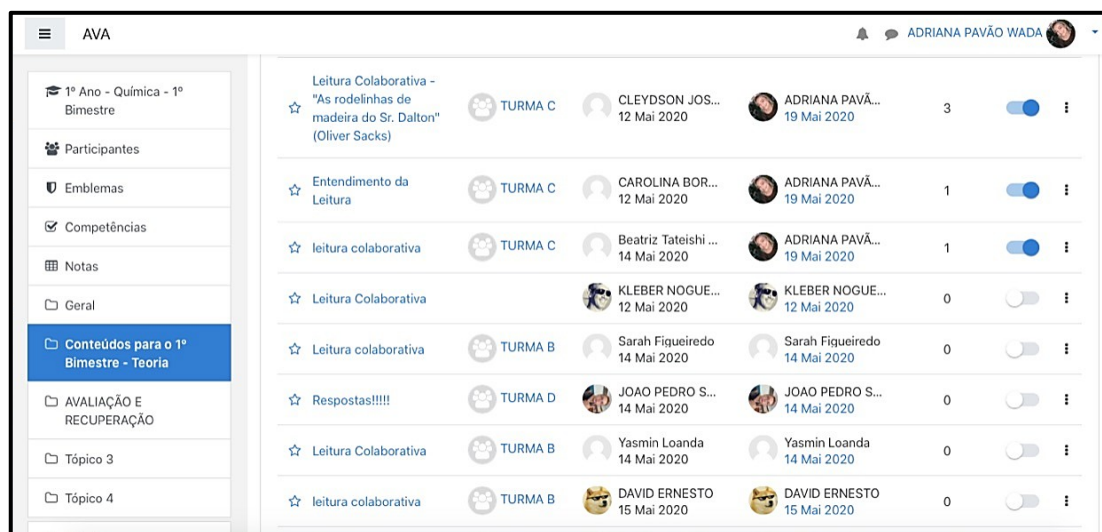 AVA
ADRIANA PAVÃO WADA
1º Ano - Química - 1º
Bimestre
Participantes
Emblemas
Competências
Notas
Geral
Conteúdos para o 1º
Bimestre - Teoria
AVALIAÇÃO E
RECUPERAÇÃO
Tópico 3
Tópico 4
Leitura Colaborativa -
"As rodelinhas de
madeira do Sr. Dalton"
(Oliver Sacks)
TURMA C
CLEYDSON JOS...
12 Mai 2020
ADRIANA PAVÃ...
19 Mai 2020
3
Entendimento da
Leitura
TURMA C
CAROLINA BOR...
12 Mai 2020
ADRIANA PAVÃ...
19 Mai 2020
1
leitura colaborativa
TURMA C
Beatriz Tateishi ...
14 Mai 2020
ADRIANA PAVÃ...
19 Mai 2020
1
Leitura Colaborativa
KLEBER NOGUE...
12 Mai 2020
KLEBER NOGUE...
12 Mai 2020
0
Leitura colaborativa
TURMA B
Sarah Figueiredo
14 Mai 2020
Sarah Figueiredo
14 Mai 2020
0
Respostas!!!!!
TURMA D
JOAO PEDRO S...
14 Mai 2020
JOAO PEDRO S...
14 Mai 2020
0
Leitura Colaborativa
TURMA B
Yasmin Loanda
14 Mai 2020
Yasmin Loanda
14 Mai 2020
0
leitura colaborativa
TURMA B
DAVID ERNESTO
15 Mai 2020
DAVID ERNESTO
15 Mai 2020
0